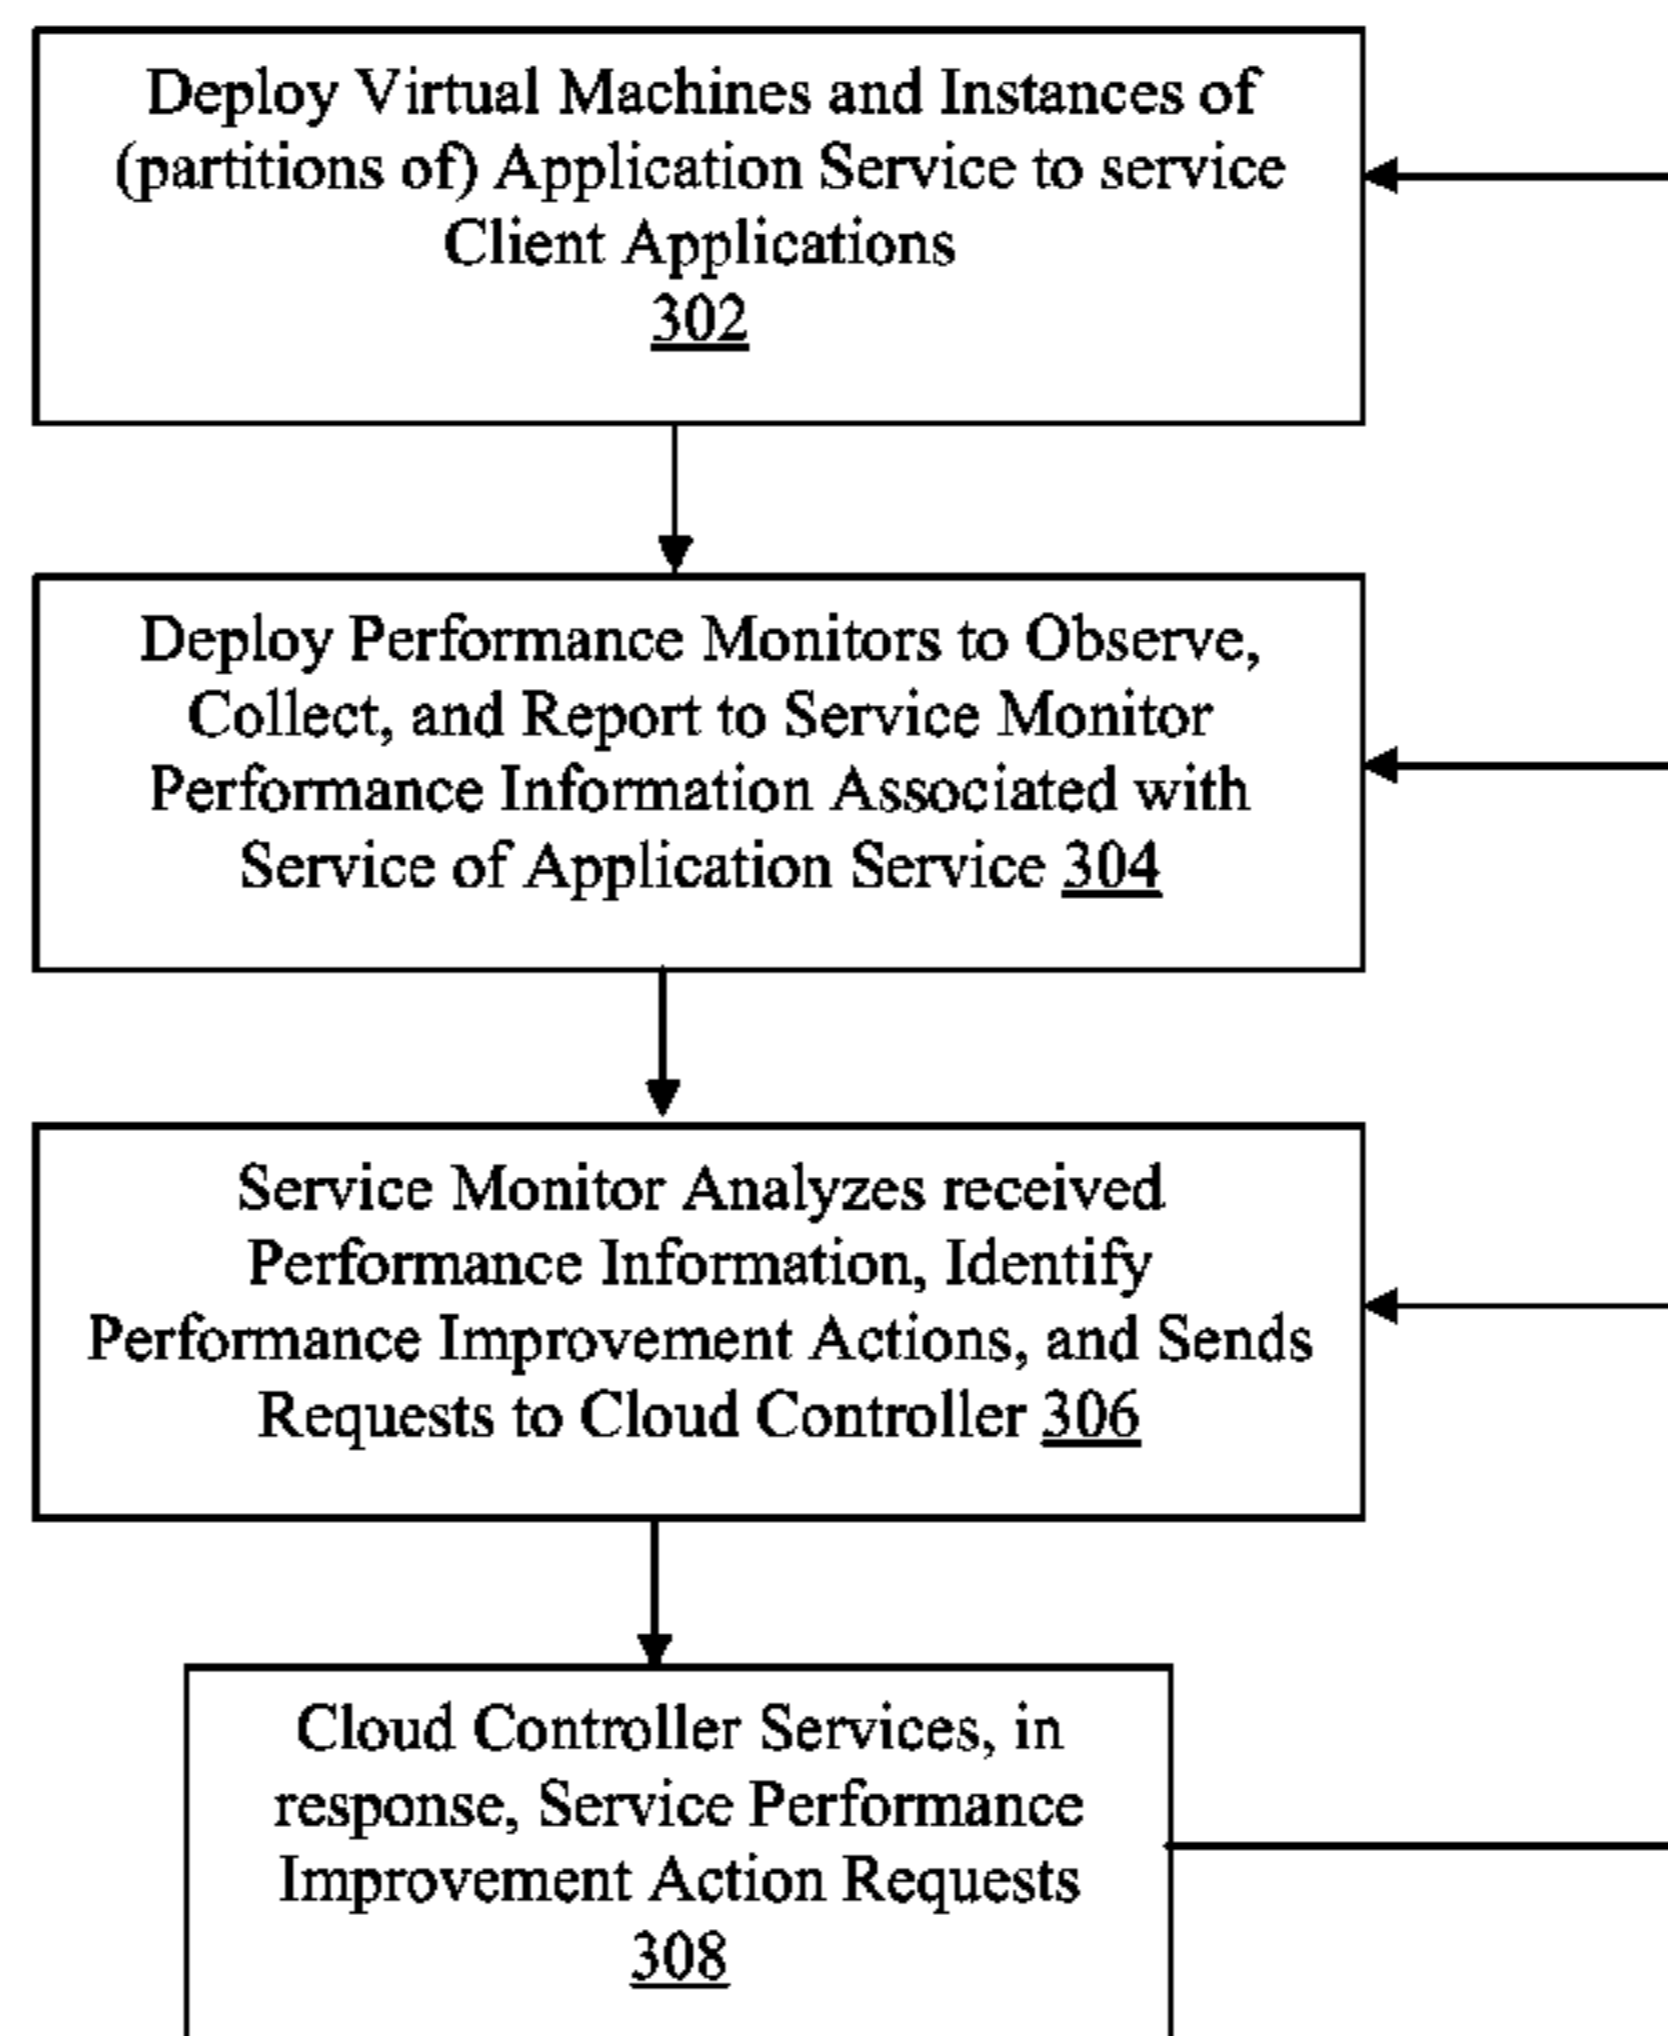 Deploy Virtual Machines and Instances of
(partitions of) Application Service to service
Client Applications
302
Deploy Performance Monitors to Observe,
Collect, and Report to Service Monitor
Performance Information Associated with
Service of Application Service 304
Service Monitor Analyzes received
Performance Information, Identify
Performance Improvement Actions, and Sends
Requests to Cloud Controller 306
Cloud Controller Services, in
response, Service Performance
Improvement Action Requests
308